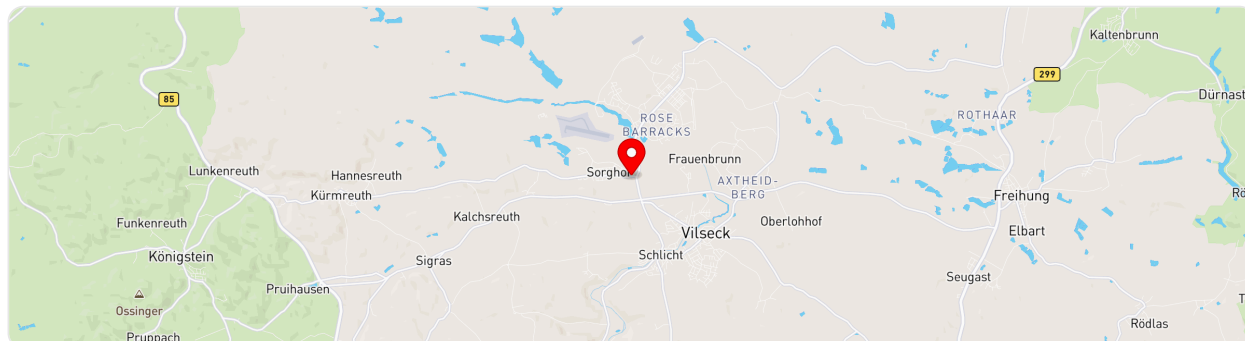 Kaltenbrunn
299
85
Dürnast
ROSE
BARRACKS
ROTHAAR
Frauenbrunn
Lunkenreuth
Hannesreuth
Sorghof
AXTHEID-
BERG
Kürmreuth
Freihung
Rö
Kalchsreuth
Funkenreuth
Oberlohhof
Vilseck
Elbart
Königstein
Schlicht
Sigras
Seugast
Pruihausen
Ossinger
T
Rödlas
Pruppach